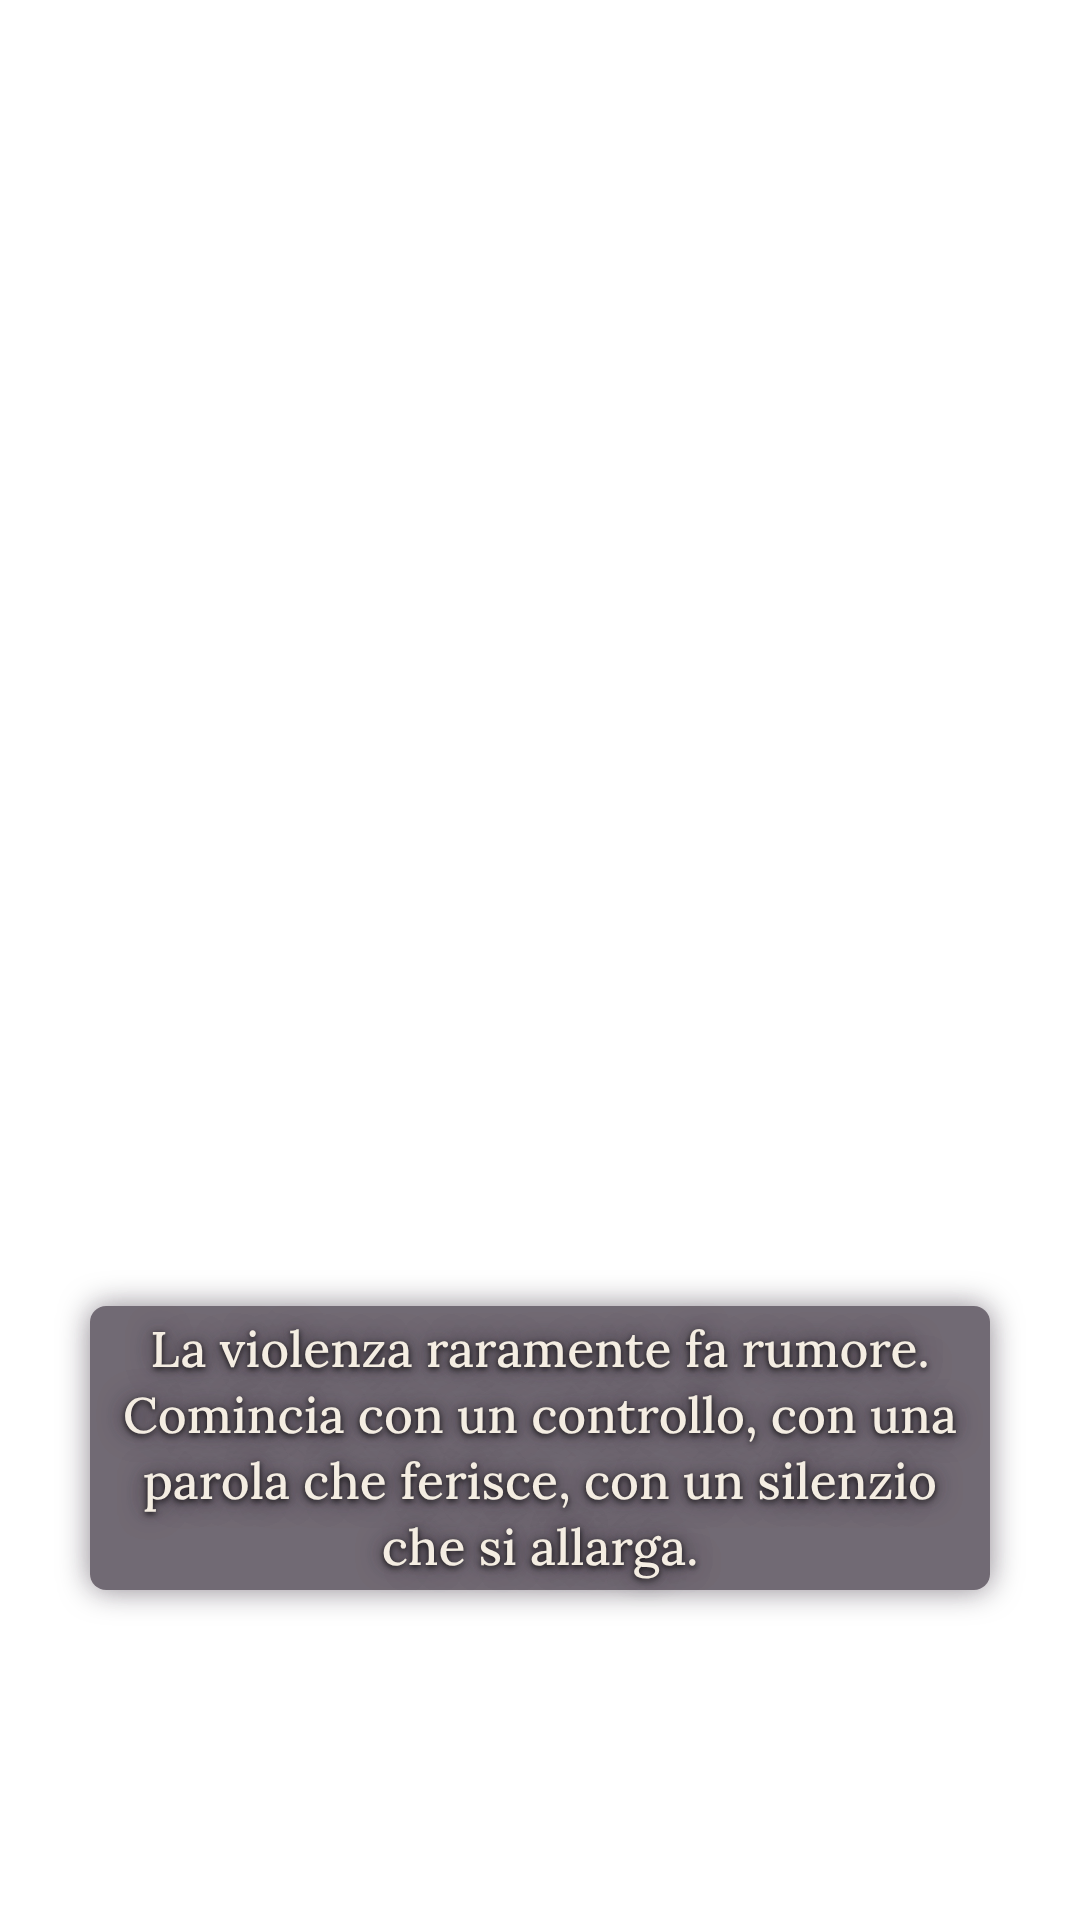 La violenza raramente fa rumore.
Comincia con un controllo, con una
parola che ferisce, con un silenzio
che si allarga.